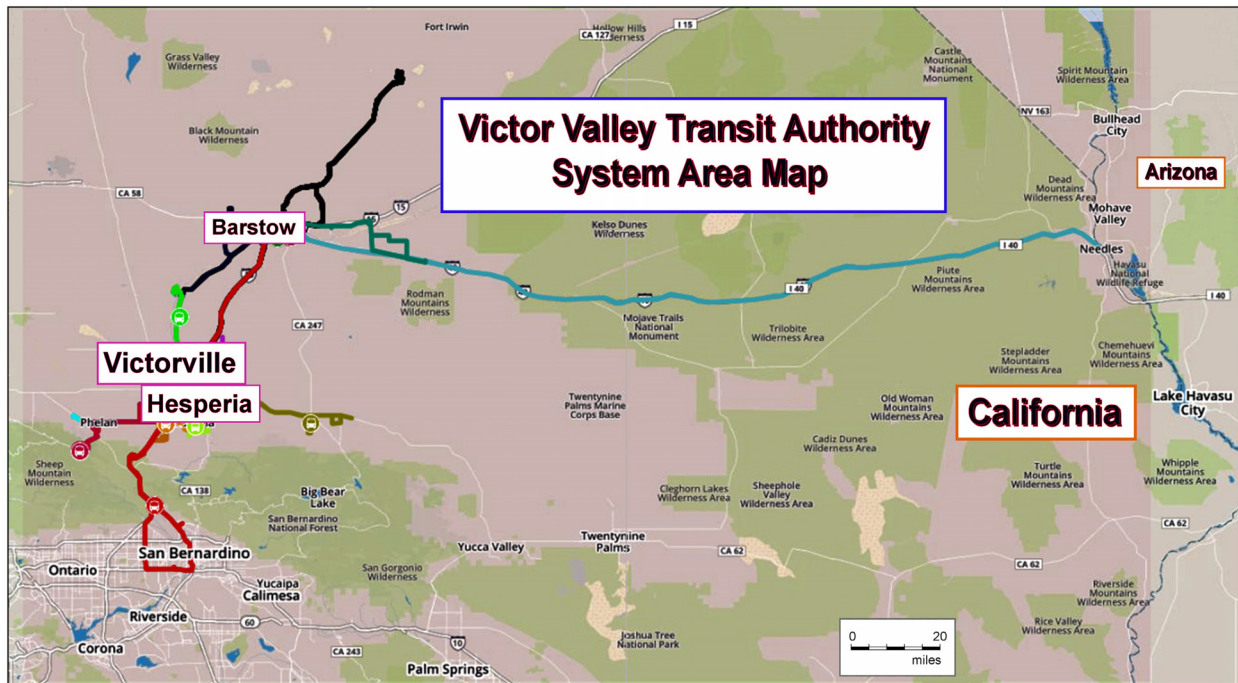 Fort Irwin
Hollow Hills
Wilderness
CA 127
I 15
Grass Valley
Wilderness
Castle
Mountains
National
Monument
Spirit Mountain
Wilderness Area
NV 163
Bullhead
City
Victor Valley Transit Authority
System Area Map
Black Mountain
Wilderness
Arizona
CA 58
15
Dead
Mountains
Wilderness Area
Mohave
Valley
Barstow
Kelso Dunes
Wilderness
I 40
Needles
Havasu
National
Wildlife Refuge
Piute
Mountains
Wilderness Area
I 40
I 40
Rodman
Mountains
Wilderness
CA 247
Mojave Trails
National
Monument
Trilobite
Wilderness Area
Victorville
Stepladder
Mountains
Wilderness Area
Chemehuevi
Mountains
Wilderness Area
Hesperia
Phelan
Twentynine
Palms Marine
Corps Base
Old Woman
Mountains
Wilderness Area
California
Lake Havasu
City
Cadiz Dunes
Wilderness Area
Sheep
Mountain
Wilderness
CA 138
Big Bear
Lake
San Bernardino
National Forest
Cleghorn Lakes
Wilderness Area
Sheephole
Valley
Wilderness Area
Turtle
Mountains
Wilderness Area
Whipple
Mountains
Wilderness Area
CA 62
San Bernardino
Yucca Valley
Twentynine
Palms
CA 62
CA 62
Ontario
San Gorgonio
Wilderness
Yucaipa
Calimesa
Riverside
60
Corona
CA 243
10
Palm Springs
Joshua Tree
National Park
Riverside
Mountains
Wilderness Area
Rice Valley
Wilderness Area
0 20
miles